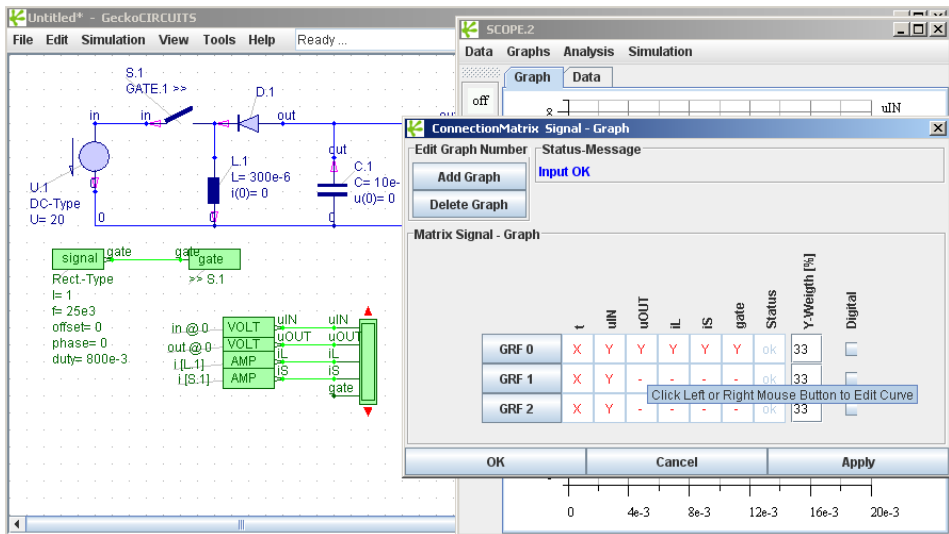 Untitled* - GeckoCIRCUITS
File Edit Simulation View Tools Help Ready ...
S.1
GATE.1 >>
D.1
in
in
out
out
L.1
L= 300e-6
i(0)= 0
C.1
C= 10e-
u(0)= 0
0
U.1
DC-Type
U= 20
0
0
0
signal
gate
gate
gate
Rect.-Type
>> S.1
I= 1
f= 25e3
offset= 0
phase= 0
duty= 800e-3
in @ 0 VOLT uIN uIN
out @ 0 VOLT uOUT uOUT
i [L.1] AMP iL iL
i [S.1] AMP iS iS
gate
SCOPE.2
Data Graphs Analysis Simulation
Graph Data
off
8
uIN
ConnectionMatrix Signal - Graph
Edit Graph Number
Add Graph
Delete Graph
Status-Message
Input OK
Matrix Signal - Graph
t uIN uOUT iL iS gate Status Y-Weigth [%] Digital
GRF 0 X Y Y Y Y Y ok 33
GRF 1 X Y - - - - ok 33
Click Left or Right Mouse Button to Edit Curve
GRF 2 X Y 33
OK Cancel Apply
0 4e-3 8e-3 12e-3 16e-3 20e-3